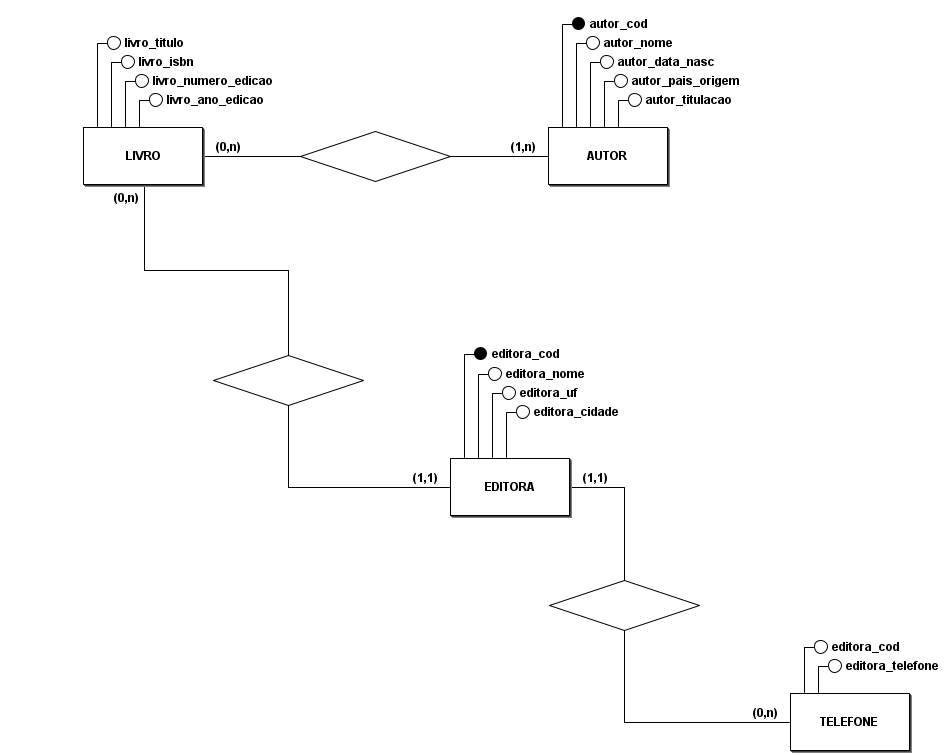 livro_titulo
livro_isbn
livro_numero_edicao
livro_ano_edicao
autor_cod
autor_nome
autor_data_nasc
autor_pais_origem
autor_titulacao
LIVRO
(0,n)
(1,n)
AUTOR
(0,n)
editora_cod
editora_nome
editora_uf
editora_cidade
(1,1)
EDITORA
(1,1)
editora_cod
editora_telefone
(0,n)
TELEFONE